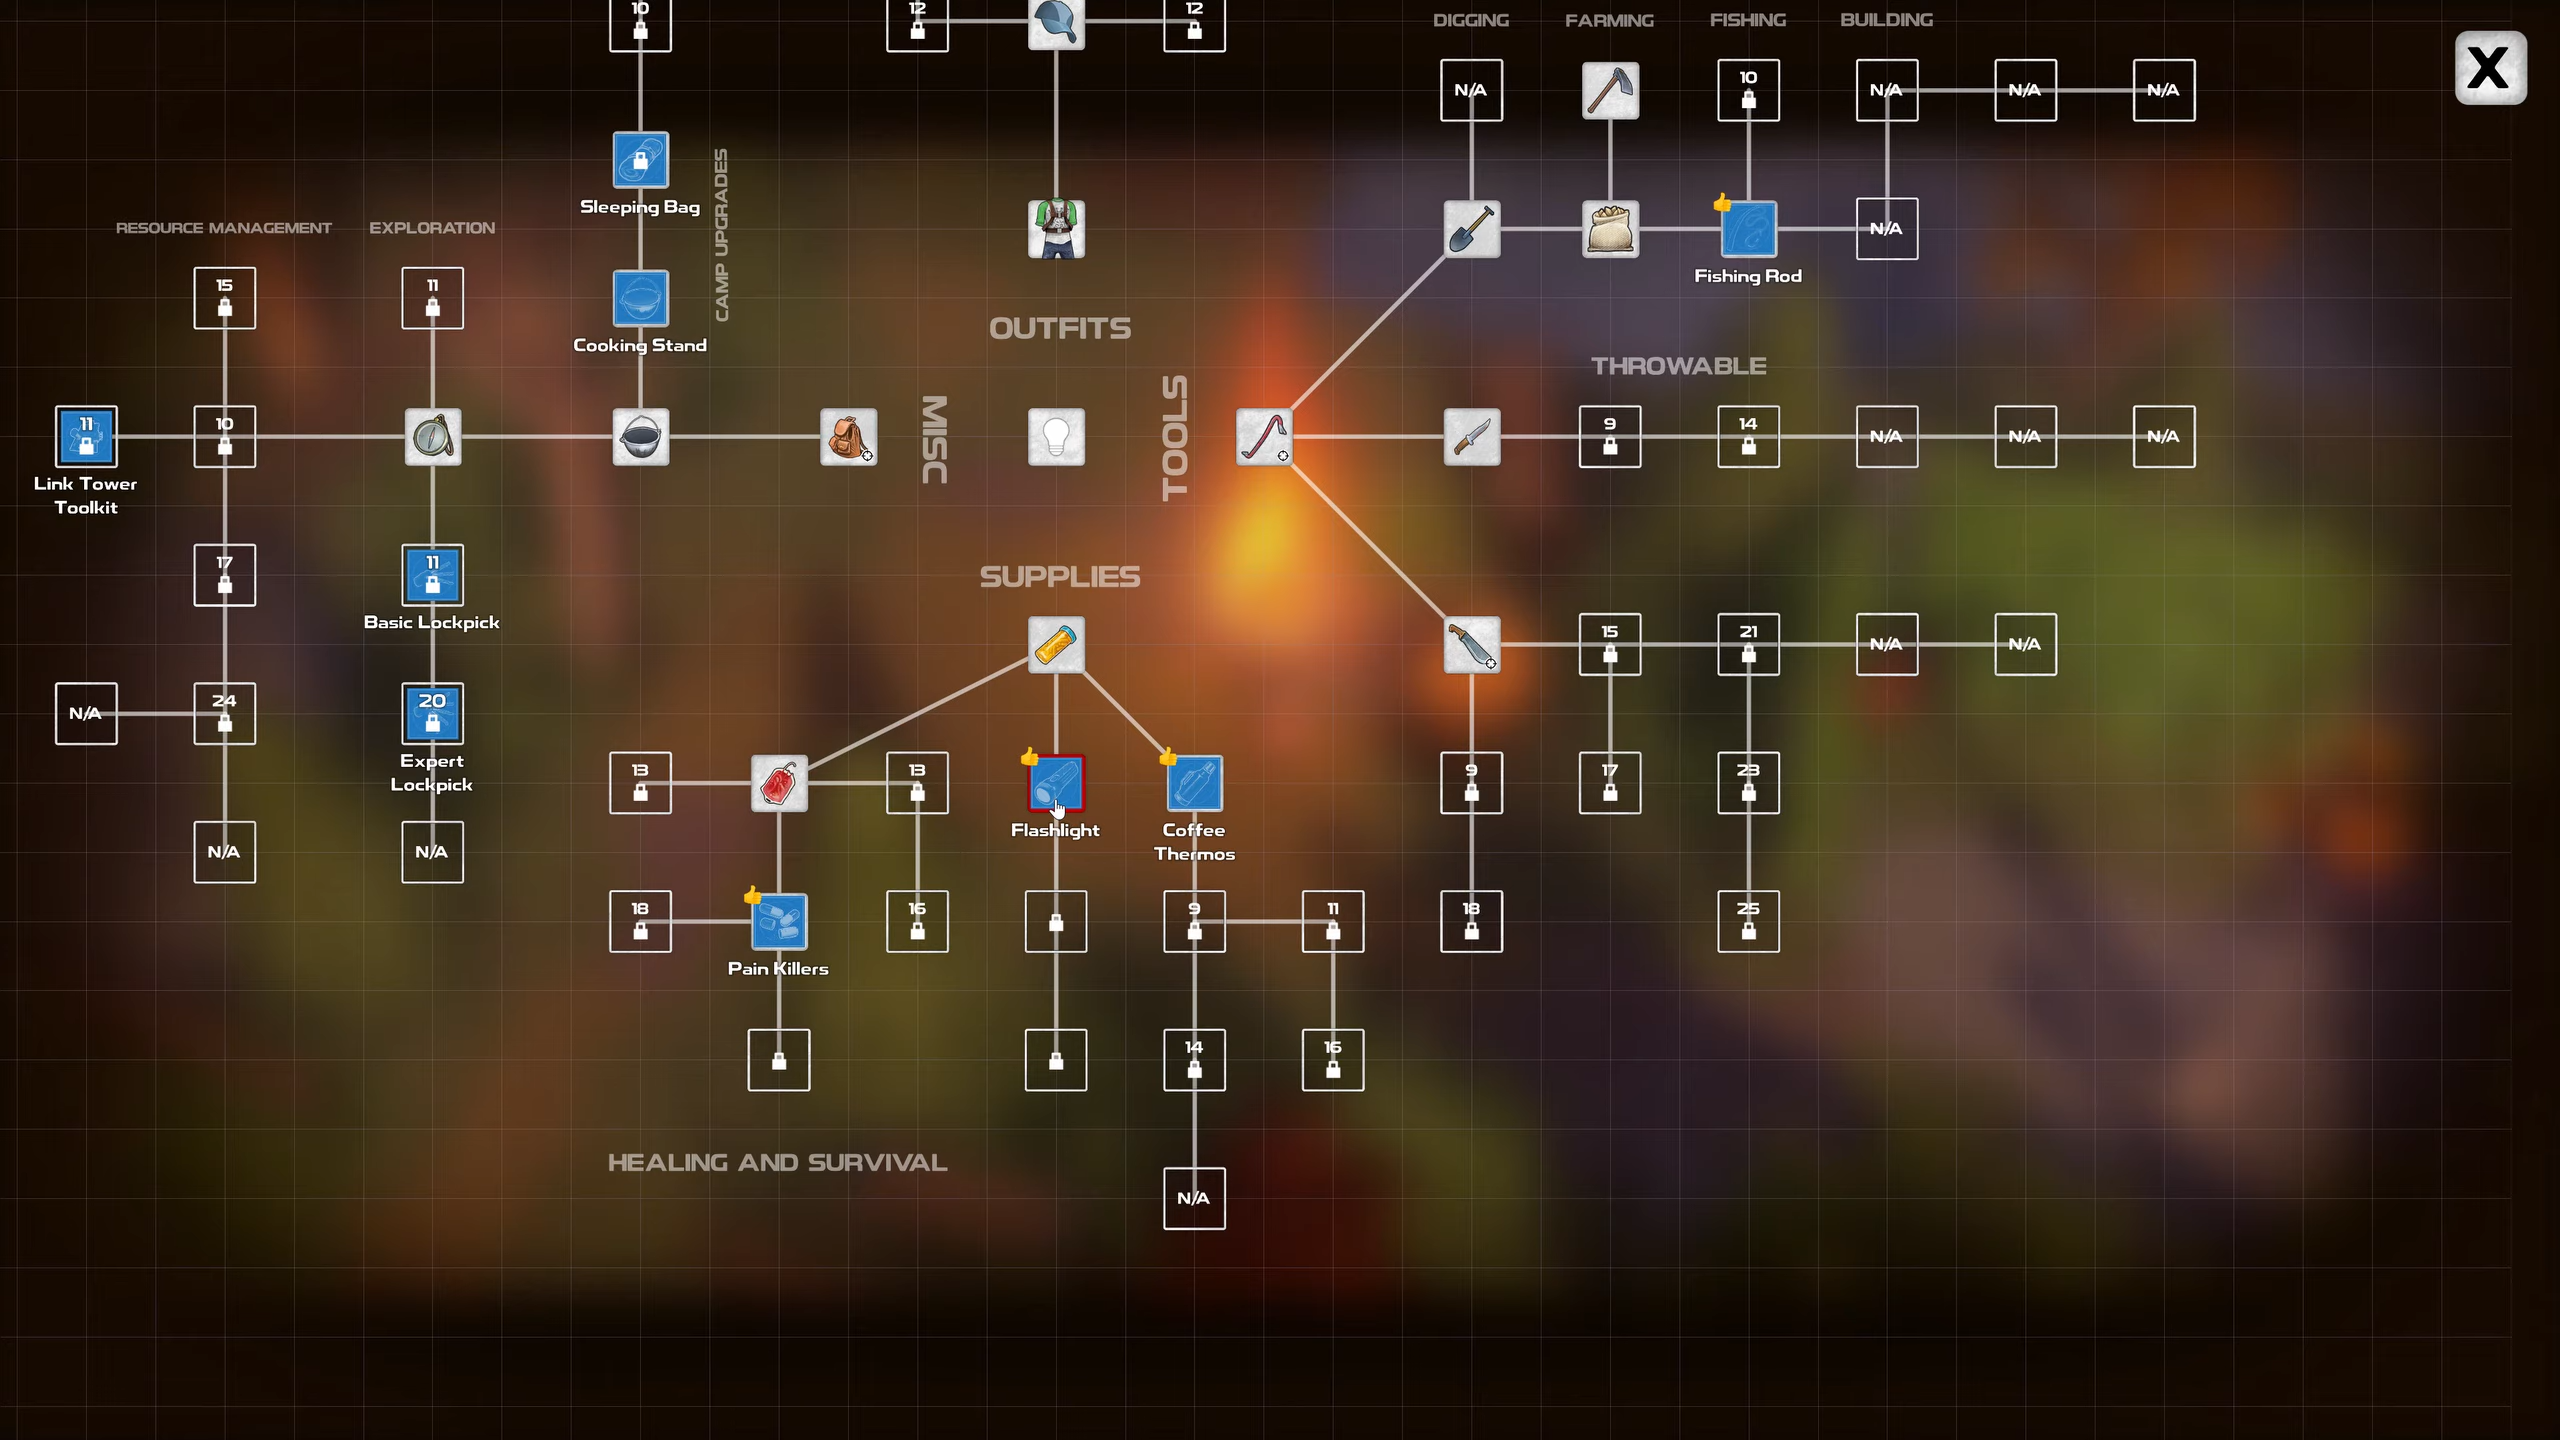 10
12
12
DIGGING
FARMING
FISHING
BUILDING
X
N/A
10
N/A
N/A
N/A
Sleeping Bag
CAMP UPGRADES
RESOURCE MANAGEMENT
EXPLORATION
N/A
Fishing Rod
15
11
Cooking Stand
OUTFITS
THROWABLE
11
10
MISC
TOOLS
9
14
N/A
N/A
N/A
Link Tower
Toolkit
17
11
SUPPLIES
Basic Lockpick
15
21
N/A
N/A
N/A
24
20
Expert
Lockpick
13
13
9
17
23
Flashlight
Coffee
Thermos
N/A
N/A
18
16
9
11
18
25
Pain Killers
14
16
HEALING AND SURVIVAL
N/A